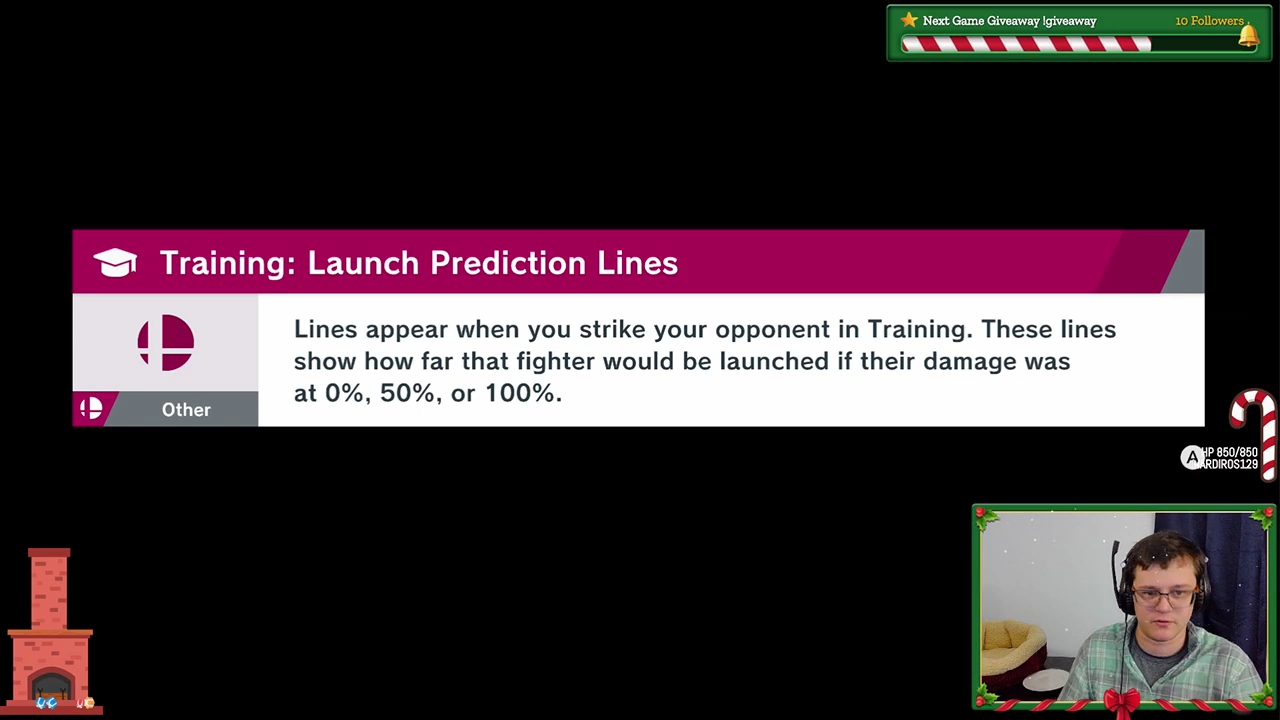 Next Game Giveaway !giveaway
10 Followers
Training: Launch Prediction Lines
Lines appear when you strike your opponent in Training. These lines
show how far that fighter would be launched if their damage was
at 0%, 50%, or 100%.
Other
A
HP 850/850